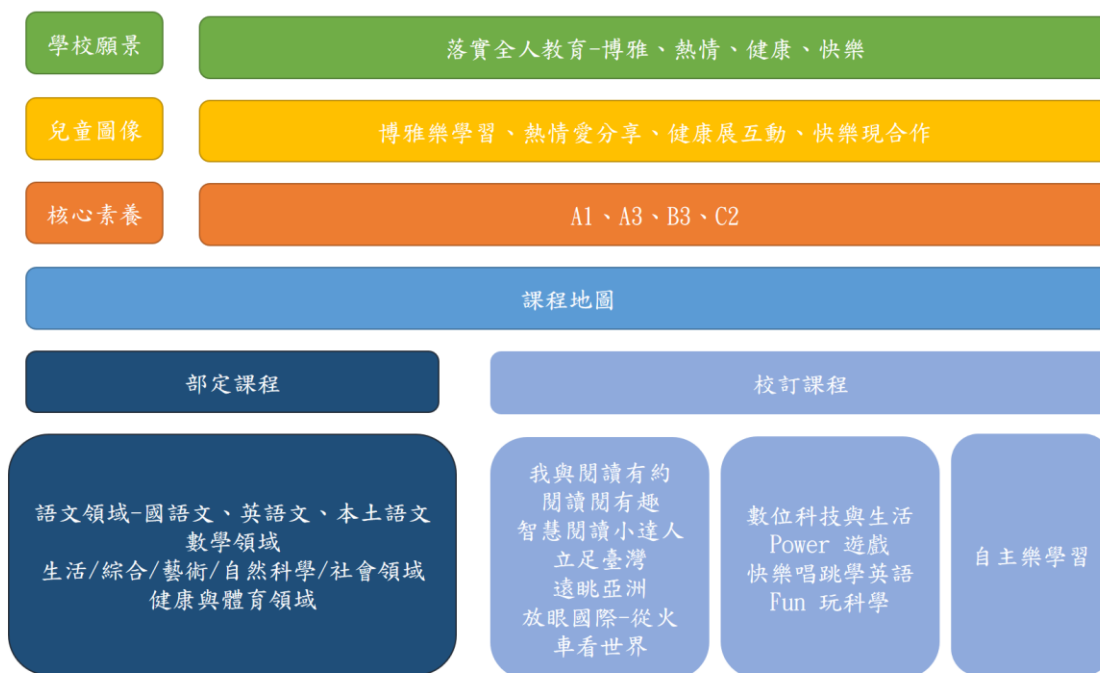 學校願景
落實全人教育-博雅、熱情、健康、快樂
兒童圖像
博雅樂學習、熱情愛分享、健康展互動、快樂現合作
核心素養
A1、A3、B3、C2
課程地圖
部定課程
校訂課程
語文領域-國語文、英語文、本土語文
數學領域
生活/綜合/藝術/自然科學/社會領域
健康與體育領域
我與閱讀有約
閱讀閱有趣
智慧閱讀小達人
立足臺灣
遠眺亞洲
放眼國際-從火
車看世界
數位科技與生活
Power 遊戲
快樂唱跳學英語
Fun 玩科學
自主樂學習